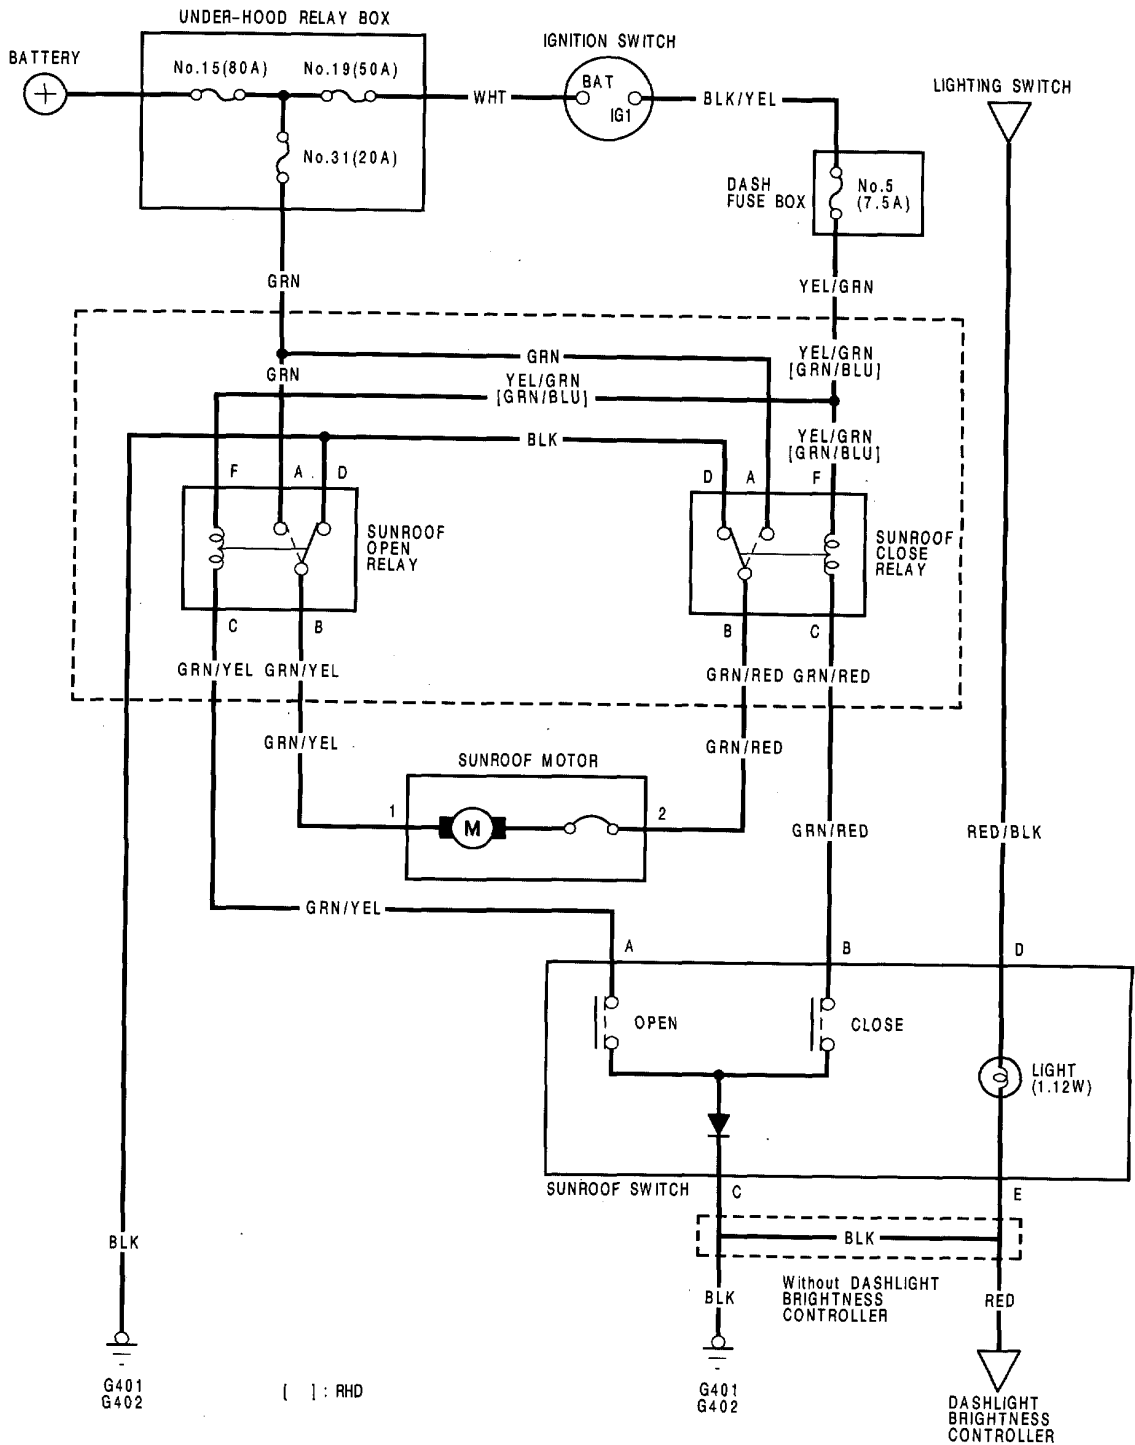 UNDER-HOOD RELAY BOX
IGNITION SWITCH
BATTERY
LIGHTING SWITCH
No.15(80A)
No.19(50A)
BAT
WHT
BLK/YEL
IG1
No.31(20A)
DASH
FUSE BOX
No.5
(7.5A)
GRN
YEL/GRN
GRN
YEL/GRN
[GRN/BLU]
GRN
YEL/GRN
[GRN/BLU]
BLK
YEL/GRN
[GRN/BLU]
F
A
D
D
A
F
SUNROOF
OPEN
RELAY
SUNROOF
CLOSE
RELAY
C
B
B
C
GRN/YEL
GRN/YEL
GRN/RED
GRN/RED
GRN/YEL
GRN/RED
SUNROOF MOTOR
1
M
2
GRN/RED
RED/BLK
GRN/YEL
A
B
D
OPEN
CLOSE
LIGHT
(1.12W)
SUNROOF SWITCH
C
E
BLK
BLK
Without DASHLIGHT
BRIGHTNESS
CONTROLLER
BLK
RED
G401
G402
[ ]: RHD
G401
G402
DASHLIGHT
BRIGHTNESS
CONTROLLER